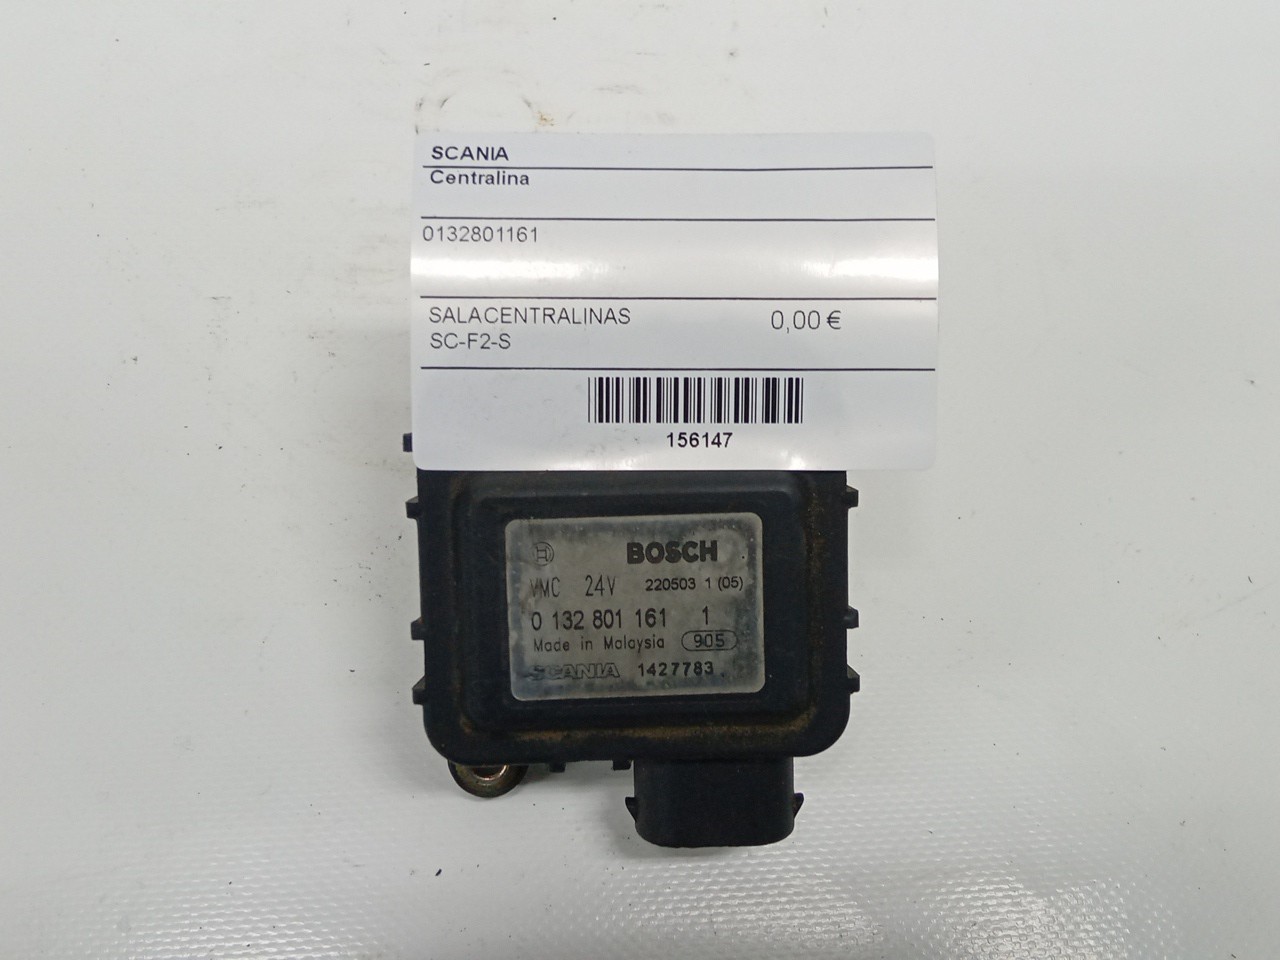 SCANIA
Centralina
0132801161
SALACENTRALINAS 0,00 €
SC-F2-S
156147
BOSCH
VMC 24V 220503 1 (05)
0 132 801 161 1
Made in Malaysia 905
SCANIA 1427783